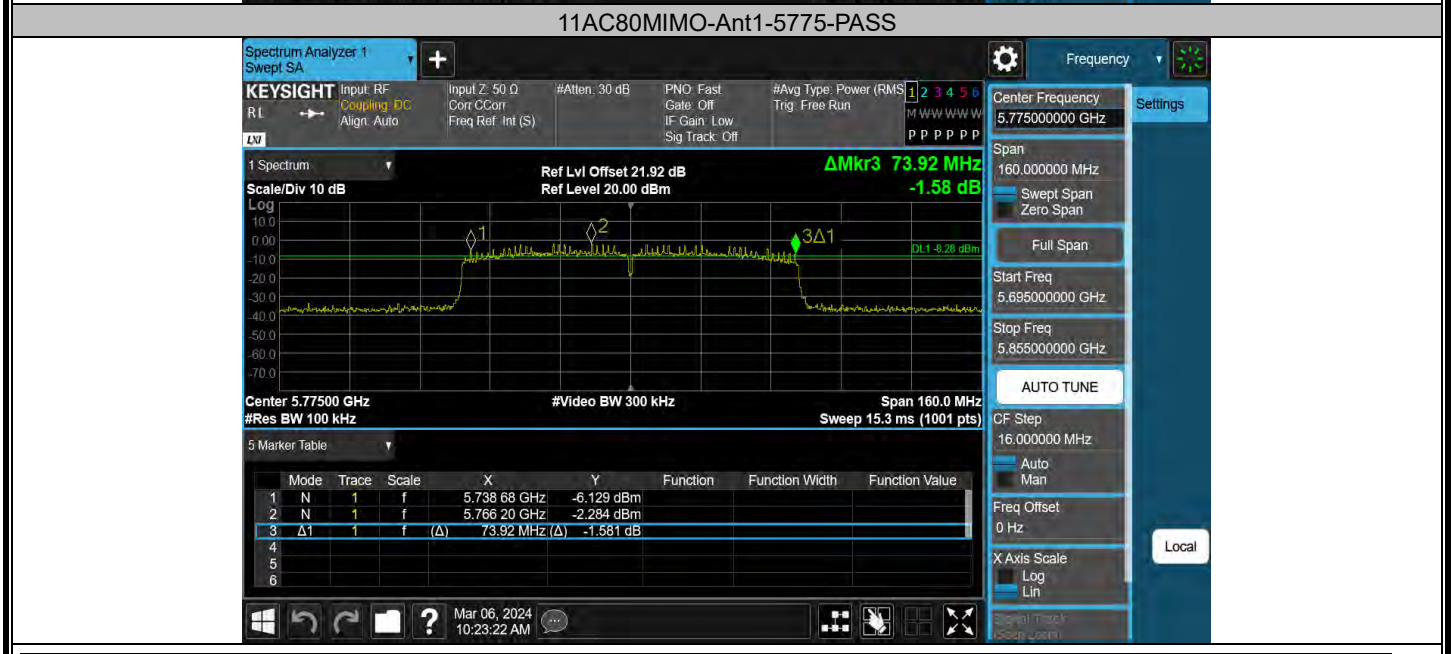 11AC80MIMO-Ant1-5775-PASS
Spectrum Analyzer 1
Swept SA
+
Frequency
KEYSIGHT Input: RF Input Z: 50 Ω #Atten: 30 dB PNO: Fast #Avg Type: Power (RMS 1 2 3 4 5 6
RL Coupling: DC Corr CCorr Gate: Off Trig: Free Run
Align: Auto Freq Ref: Int (S) IF Gain: Low M W W W W W
LXI Sig Track: Off P P P P P P
Center Frequency
5.775000000 GHz
Settings
Span
160.000000 MHz
Swept Span
Zero Span
Full Span
Start Freq
5.695000000 GHz
Stop Freq
5.855000000 GHz
AUTO TUNE
CF Step
16.000000 MHz
Auto
Man
Freq Offset
0 Hz
X Axis Scale
Log
Lin
Signal Track
(Span Zoom)
Local
1 Spectrum
Scale/Div 10 dB
Ref Lvl Offset 21.92 dB
Ref Level 20.00 dBm
ΔMkr3 73.92 MHz
-1.58 dB
Log
10.0
0.00
-10.0
-20.0
-30.0
-40.0
-50.0
-60.0
-70.0
1
2
3Δ1
DL1 -8.28 dBm
Center 5.77500 GHz #Video BW 300 kHz Span 160.0 MHz
#Res BW 100 kHz Sweep 15.3 ms (1001 pts)
5 Marker Table
Mode Trace Scale X Y Function Function Width Function Value
1 N 1 f 5.738 68 GHz -6.129 dBm
2 N 1 f 5.766 20 GHz -2.284 dBm
3 Δ1 1 f (Δ) 73.92 MHz (Δ) -1.581 dB
4
5
6
?
Mar 06, 2024
10:23:22 AM